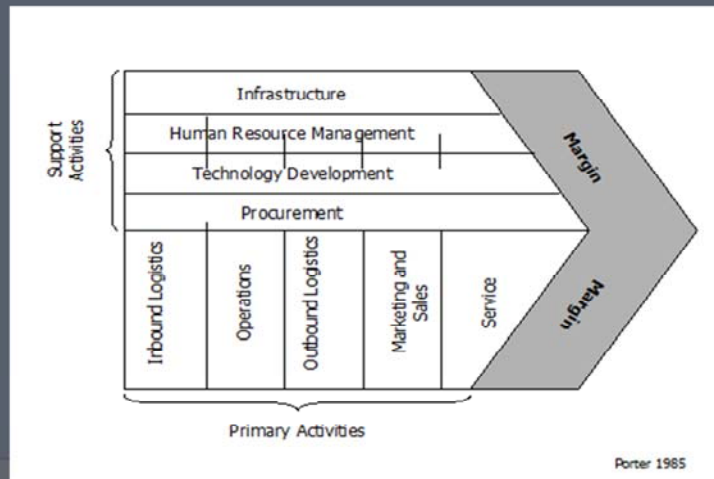 Support
Activities
Infrastructure
Human Resource Management
Technology Development
Procurement
Inbound Logistics
Operations
Outbound Logistics
Marketing and
Sales
Service
Margin
Margin
Primary Activities
Porter 1985